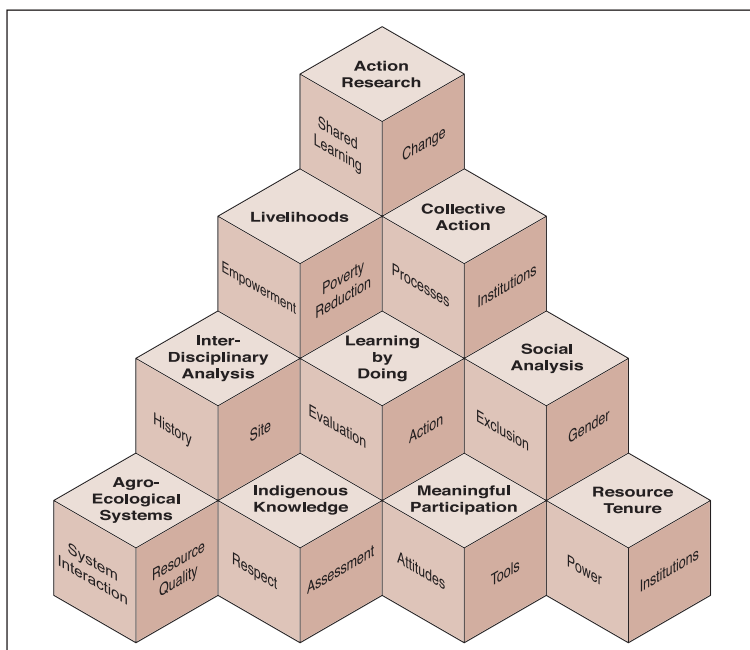 Action
Research
Shared
Learning
Change
Livelihoods
Collective
Action
Empowerment
Poverty
Reduction
Processes
Institutions
Inter-
Disciplinary
Analysis
Learning
by
Doing
Social
Analysis
History
Site
Evaluation
Action
Exclusion
Gender
Agro-
Ecological
Systems
Indigenous
Knowledge
Meaningful
Participation
Resource
Tenure
System
Interaction
Resource
Quality
Respect
Assessment
Attitudes
Tools
Power
Institutions